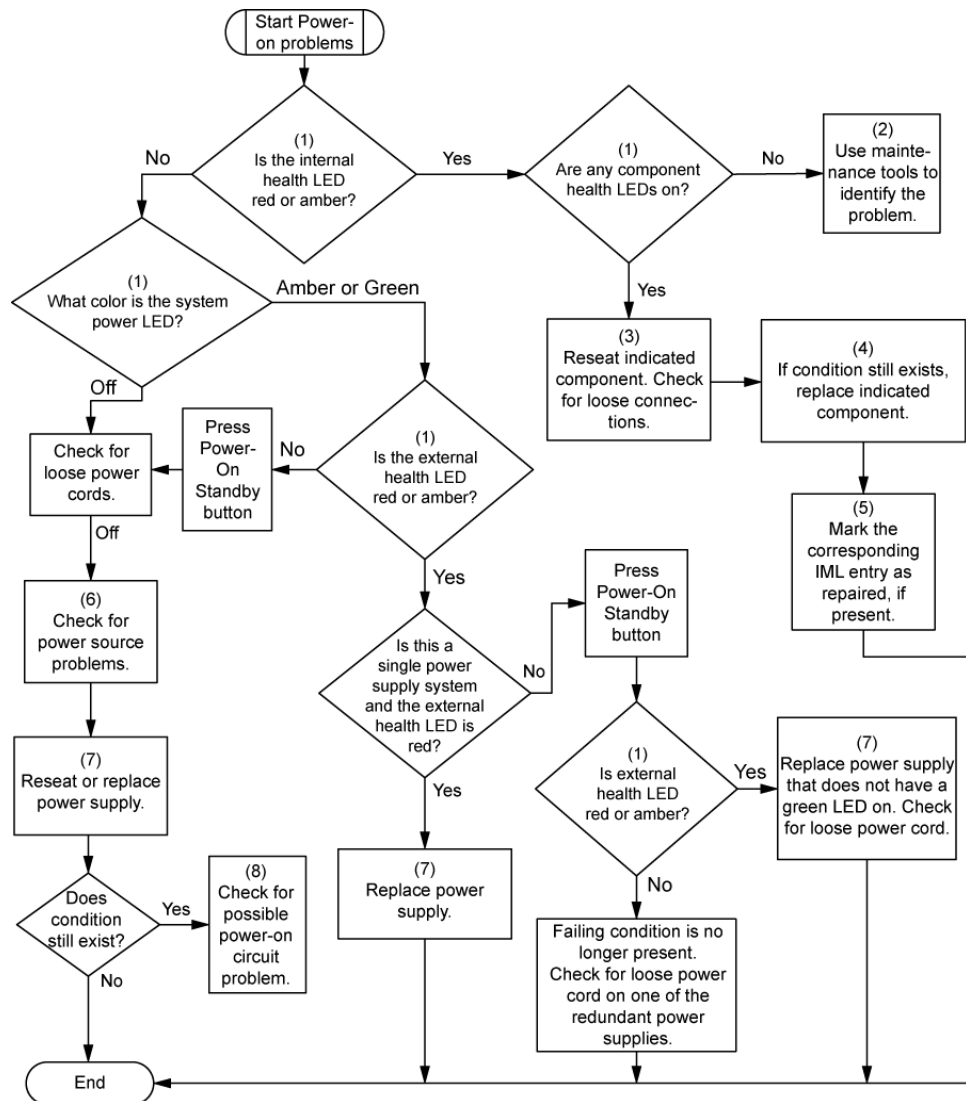 Start Power-
on problems
(1)
Is the internal
health LED
red or amber?
No
Yes
(1)
Are any component
health LEDs on?
No
(2)
Use mainte-
nance tools to
identify the
problem.
(1)
What color is the system
power LED?
Amber or Green
Yes
(3)
Reseat indicated
component. Check
for loose connec-
tions.
(4)
If condition still exists,
replace indicated
component.
Off
Check for
loose power
cords.
Press
Power-
On
Standby
button
No
(1)
Is the external
health LED
red or amber?
(5)
Mark the
corresponding
IML entry as
repaired, if
present.
Off
Yes
Press
Power-On
Standby
button
(6)
Check for
power source
problems.
Is this a
single power
supply system
and the external
health LED is
red?
No
(7)
Reseat or replace
power supply.
Yes
(1)
Is external
health LED
red or amber?
Yes
(7)
Replace power supply
that does not have a
green LED on. Check
for loose power cord.
Does
condition
still exist?
Yes
(8)
Check for
possible
power-on
circuit
problem.
(7)
Replace power
supply.
No
Failing condition is no
longer present.
Check for loose power
cord on one of the
redundant power
supplies.
No
End